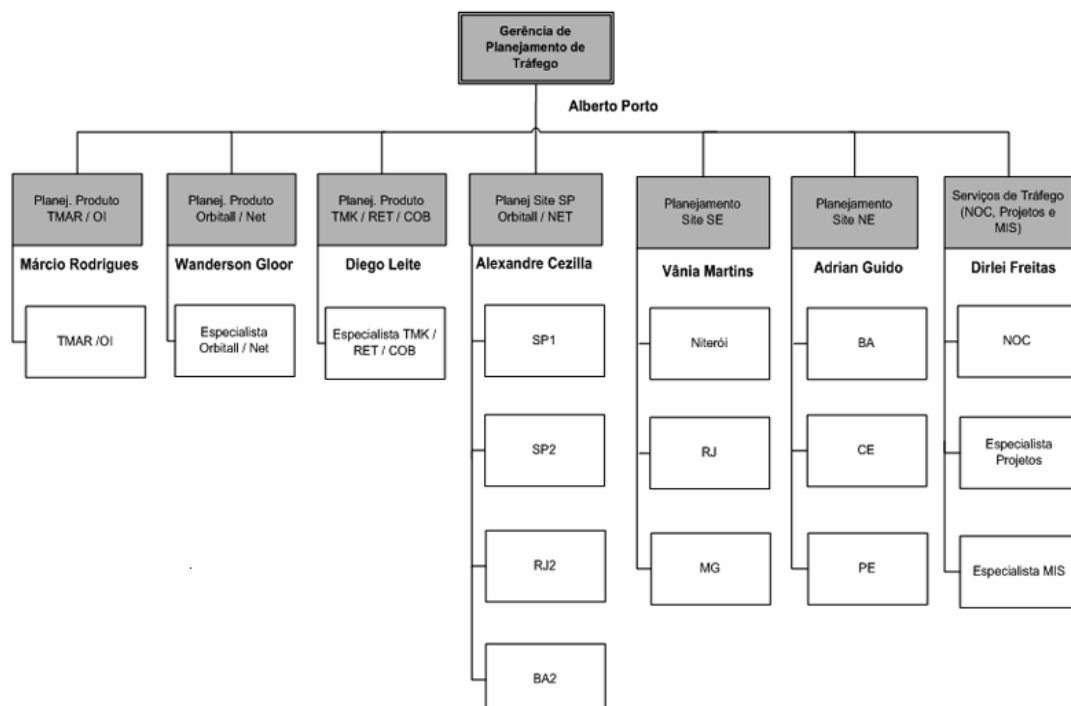 Gerência de
Planejamento de
Tráfego
Alberto Porto
Planej. Produto
TMAR / OI
Márcio Rodrigues
TMAR /OI
Planej. Produto
Orbitall / Net
Wanderson Gloor
Especialista
Orbitall / Net
Planej. Produto
TMK / RET / COB
Diego Leite
Especialista TMK /
RET / COB
Planej Site SP
Orbitall / NET
Alexandre Cezilla
SP1
SP2
RJ2
BA2
Planejamento
Site SE
Vânia Martins
Niterói
RJ
MG
Planejamento
Site NE
Adrian Guido
BA
CE
PE
Serviços de Tráfego
(NOC, Projetos e
MIS)
Dirlei Freitas
NOC
Especialista
Projetos
Especialista MIS